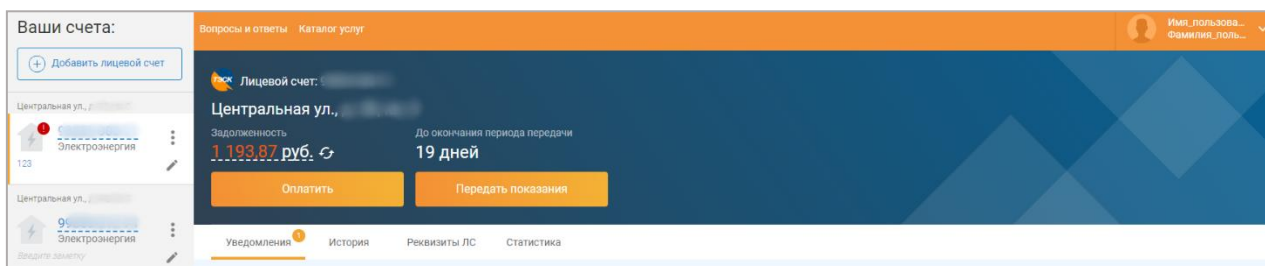 Ваши счета:
Добавить лицевой счет
Центральная ул.,
Электроэнергия
123
Центральная ул.,
99
Электроэнергия
Введите заметку
Вопросы и ответы Каталог услуг
Имя_пользова...
Фамилия_поль...
ТЭСК
Лицевой счет:
Центральная ул.,
Задолженность
До окончания периода передачи
1 193,87 руб.
19 дней
Оплатить
Передать показания
Уведомления 1 История Реквизиты ЛС Статистика